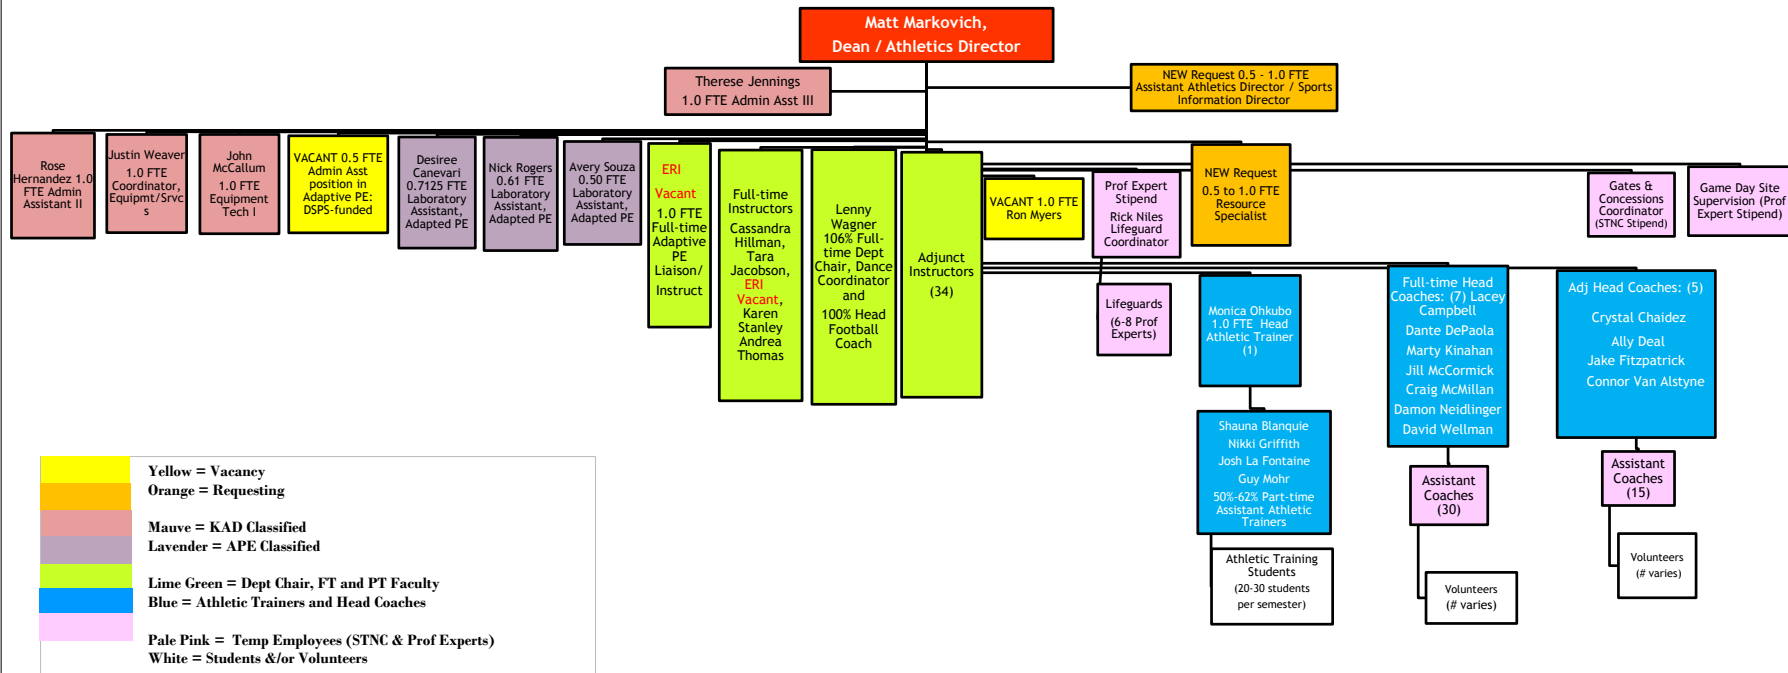 Matt Markovich,
Dean / Athletics Director
Therese Jennings
1.0 FTE Admin Asst III
NEW Request 0.5 - 1.0 FTE
Assistant Athletics Director / Sports
Information Director
Rose
Hernandez 1.0
FTE Admin
Assistant II
Justin Weaver
1.0 FTE
Coordinator,
Equipmt/Srvc
s
John
McCallum
1.0 FTE
Equipment
Tech I
VACANT 0.5 FTE
Admin Asst
position in
Adaptive PE:
DSPS-funded
Desiree
Canevari
0.7125 FTE
Laboratory
Assistant,
Adapted PE
Nick Rogers
0.61 FTE
Laboratory
Assistant,
Adapted PE
Avery Souza
0.50 FTE
Laboratory
Assistant,
Adapted PE
ERI
Vacant
1.0 FTE
Full-time
Adaptive
PE
Liaison/
Instruct
Full-time
Instructors
Cassandra
Hillman,
Tara
Jacobson,
ERI
Vacant,
Karen
Stanley
Andrea
Thomas
Lenny
Wagner
106% Full-
time Dept
Chair, Dance
Coordinator
and
100% Head
Football
Coach
Adjunct
Instructors
(34)
VACANT 1.0 FTE
Ron Myers
Prof Expert
Stipend
Rick Niles
Lifeguard
Coordinator
NEW Request
0.5 to 1.0 FTE
Resource
Specialist
Gates &
Concessions
Coordinator
(STNC Stipend)
Game Day Site
Supervision (Prof
Expert Stipend)
Lifeguards
(6-8 Prof
Experts)
Monica Ohkubo
1.0 FTE Head
Athletic Trainer
(1)
Full-time Head
Coaches: (7) Lacey
Campbell
Dante DePaola
Marty Kinahan
Jill McCormick
Craig McMillan
Damon Neidlinger
David Wellman
Adj Head Coaches: (5)
Crystal Chaidez
Ally Deal
Jake Fitzpatrick
Connor Van Alstyne
Shauna Blanquie
Nikki Griffith
Josh La Fontaine
Guy Mohr
50%-62% Part-time
Assistant Athletic
Trainers
Assistant
Coaches
(30)
Assistant
Coaches
(15)
Athletic Training
Students
(20-30 students
per semester)
Volunteers
(# varies)
Volunteers
(# varies)
Yellow = Vacancy
Orange = Requesting
Mauve = KAD Classified
Lavender = APE Classified
Lime Green = Dept Chair, FT and PT Faculty
Blue = Athletic Trainers and Head Coaches
Pale Pink = Temp Employees (STNC & Prof Experts)
White = Students &/or Volunteers